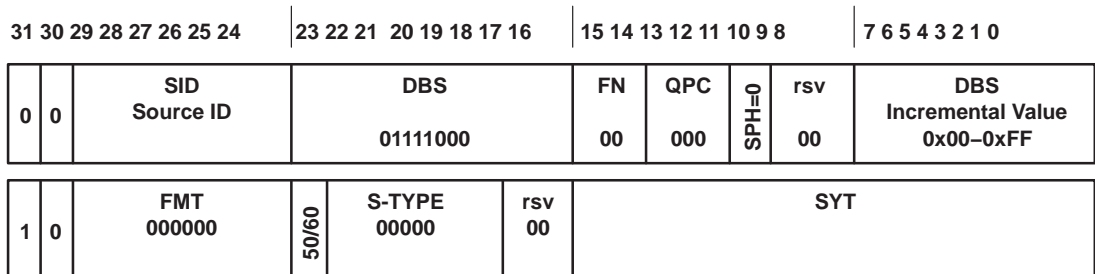 31 30 29 28 27 26 25 24 23 22 21 20 19 18 17 16 15 14 13 12 11 10 9 8 7 6 5 4 3 2 1 0
0 0 SID DBS FN QPC SPH=0 rsv DBS
Source ID Incremental Value
01111000 00 000 00 0x00−0xFF
1 0 FMT 50/60 S-TYPE rsv SYT
000000 00000 00